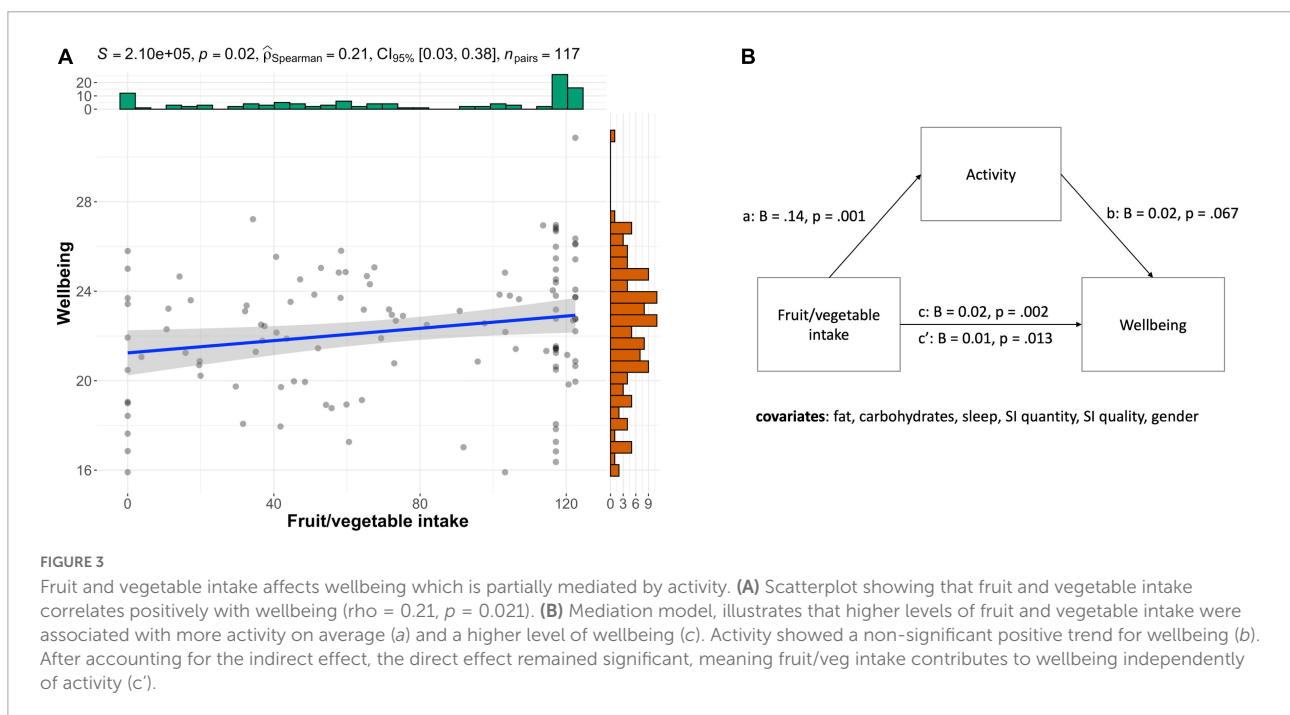 A
S = 2.10e+05, p = 0.02, ρ̂Spearman = 0.21, CI95% [0.03, 0.38], npairs = 117
20
10
0
28
24
20
16
Wellbeing
0
40
80
120
Fruit/vegetable intake
0 3 6 9
B
Activity
a: B = .14, p = .001
b: B = 0.02, p = .067
Fruit/vegetable
intake
c: B = 0.02, p = .002
c’: B = 0.01, p = .013
Wellbeing
covariates: fat, carbohydrates, sleep, SI quantity, SI quality, gender
FIGURE 3
Fruit and vegetable intake affects wellbeing which is partially mediated by activity. (A) Scatterplot showing that fruit and vegetable intake
correlates positively with wellbeing (rho = 0.21, p = 0.021). (B) Mediation model, illustrates that higher levels of fruit and vegetable intake were
associated with more activity on average (a) and a higher level of wellbeing (c). Activity showed a non-significant positive trend for wellbeing (b).
After accounting for the indirect effect, the direct effect remained significant, meaning fruit/veg intake contributes to wellbeing independently
of activity (c’).